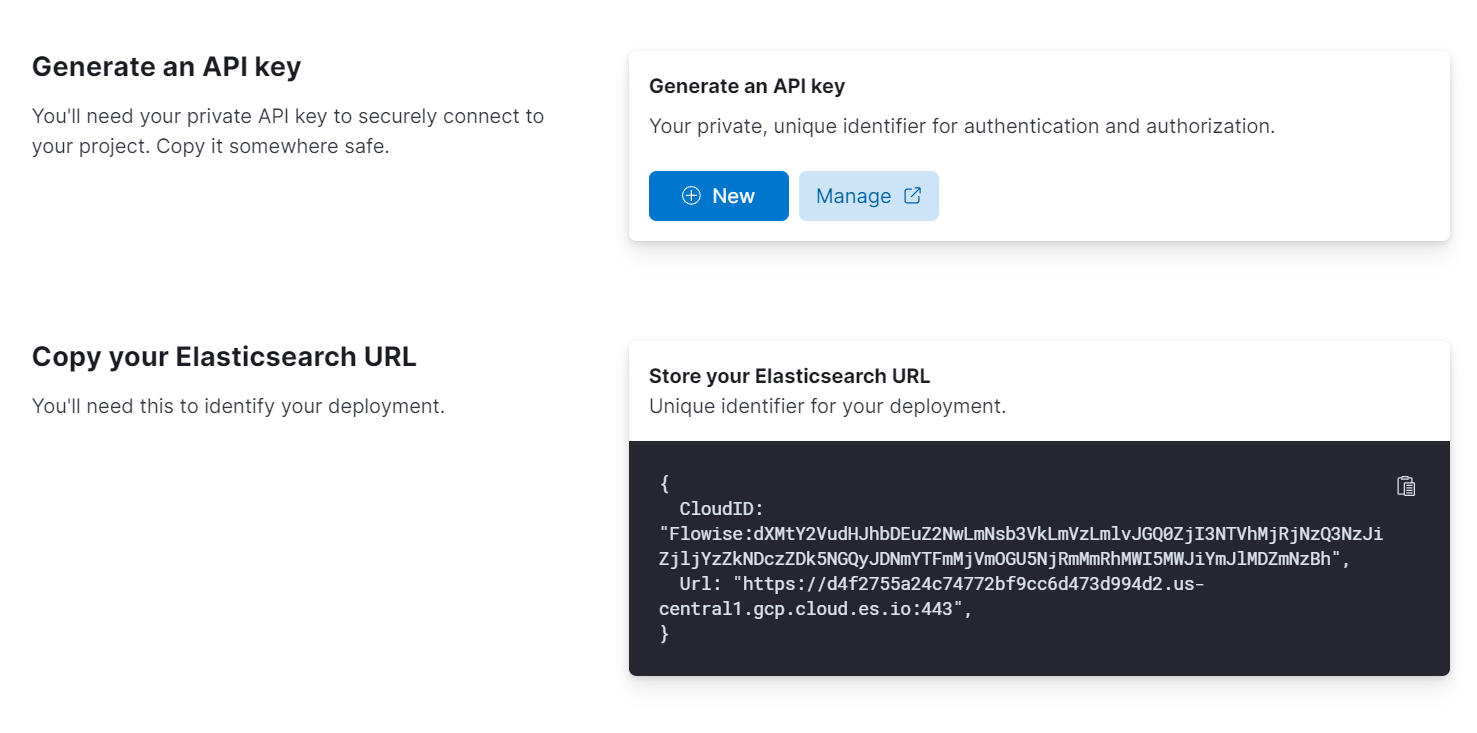 Generate an API key
You'll need your private API key to securely connect to
your project. Copy it somewhere safe.
Generate an API key
Your private, unique identifier for authentication and authorization.
New
Manage
Copy your Elasticsearch URL
You'll need this to identify your deployment.
Store your Elasticsearch URL
Unique identifier for your deployment.
{
CloudID:
"Flowise:dXMtY2VudHJhbDEuZ2NwLmNsb3VkLmVzLmlvJGQ0ZjI3NTVhMjRjNzQ3NzJi
ZjljYzZkNDczZDk5NGQyJDNmYTFmMjVmOGU5NjRmMmRhMWI5MWJiYmJlMDZmNzBh",
Url: "https://d4f2755a24c74772bf9cc6d473d994d2.us-
central1.gcp.cloud.es.io:443",
}